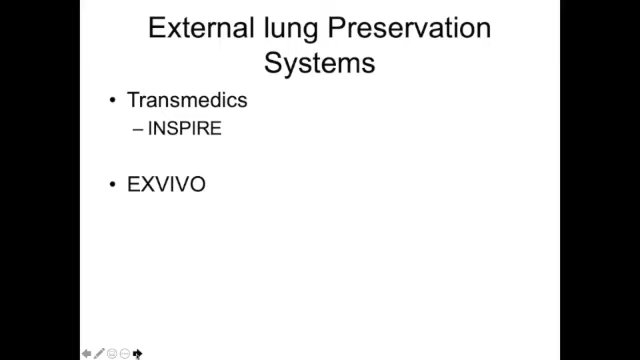 External lung Preservation
Systems
• Transmedics
– INSPIRE
• EXVIVO